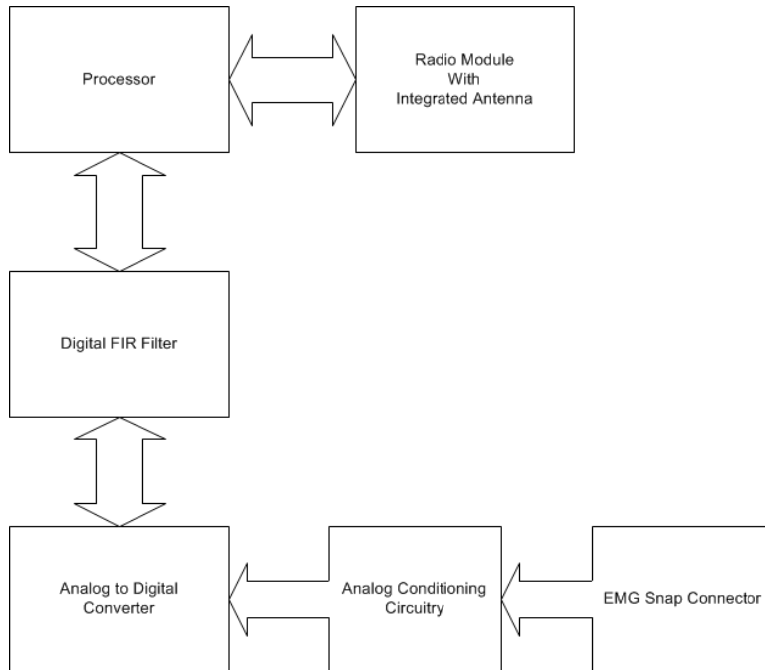 Processor
Radio Module
With
Integrated Antenna
Digital FIR Filter
Analog to Digital
Converter
Analog Conditioning
Circuitry
EMG Snap Connector